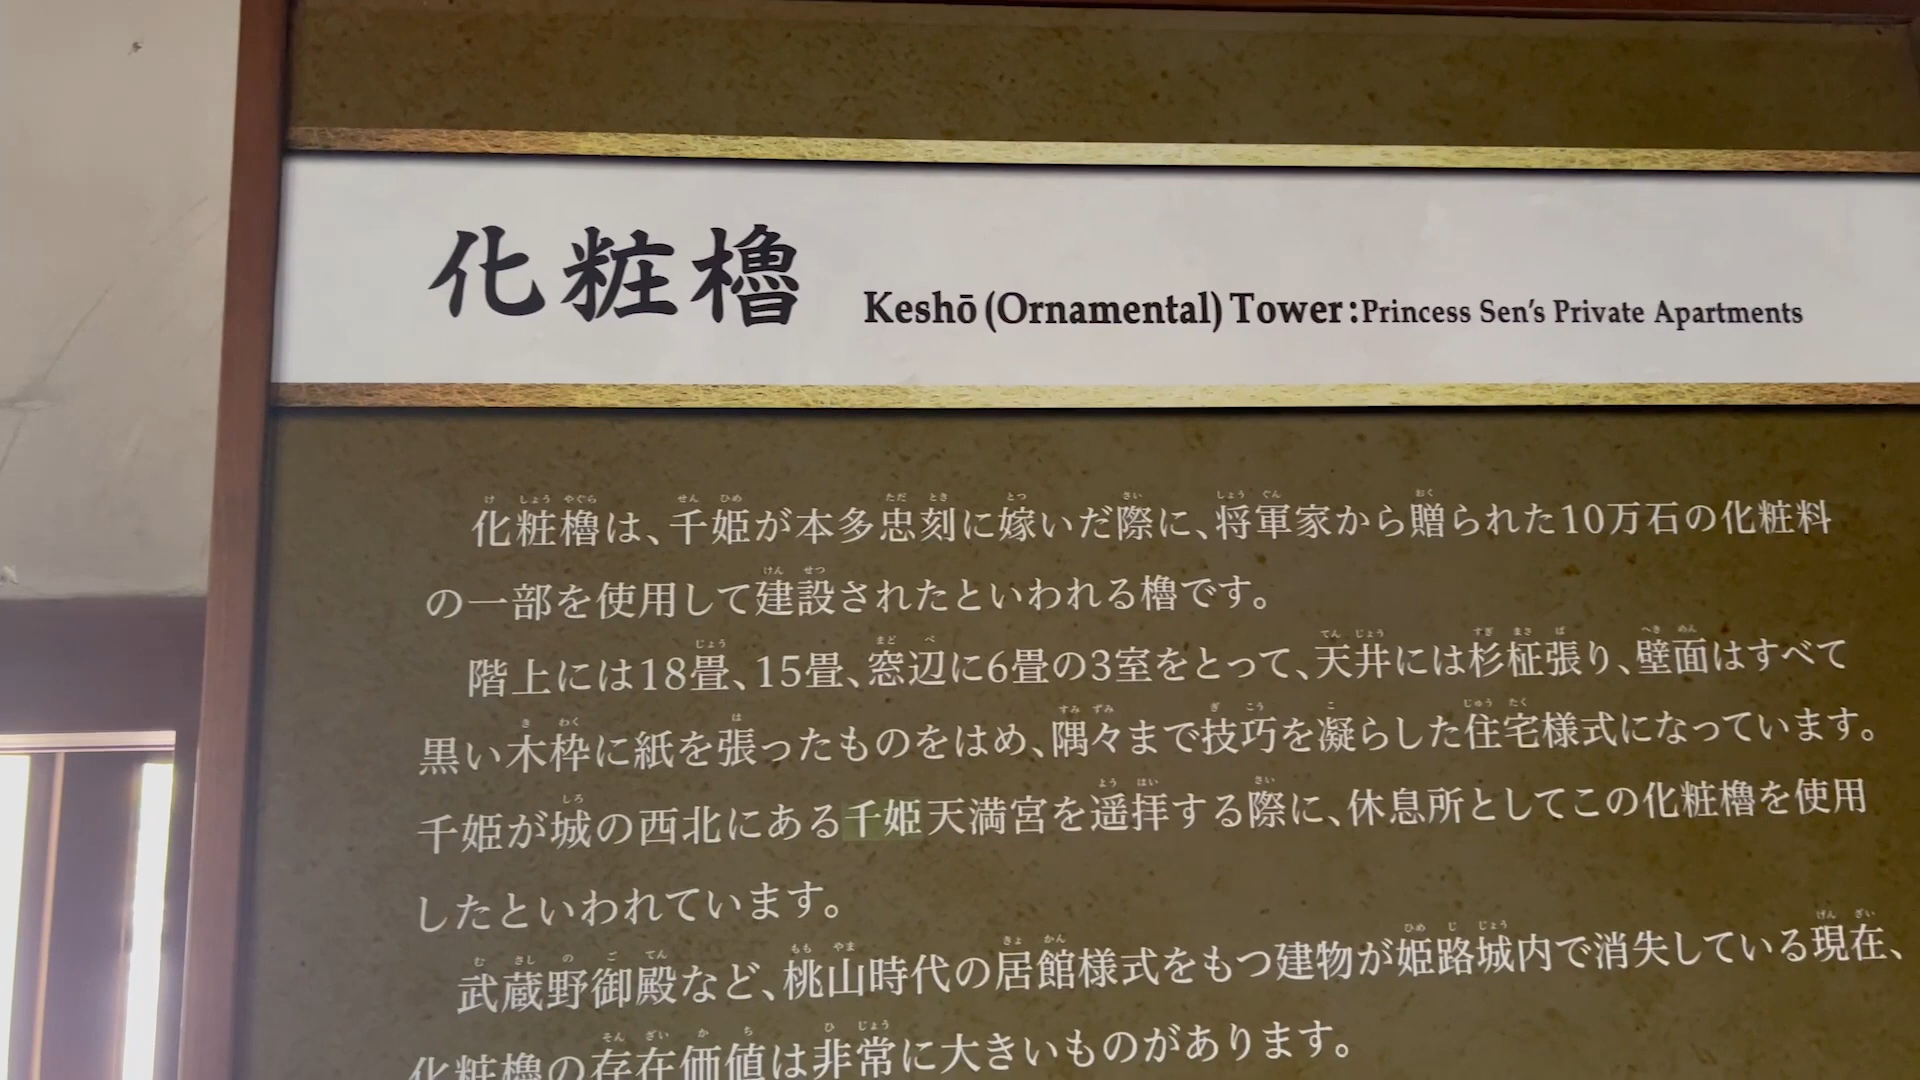 化粧櫓 Keshō (Ornamental) Tower:Princess Sen's Private Apartments
化粧櫓は、千姫が本多忠刻に嫁いだ際に、将軍家から贈られた10万石の化粧料
の一部を使用して建設されたといわれる櫓です。
階上には18畳、15畳、窓辺に6畳の3室をとって、天井には杉柾張り、壁面はすべて
黒い木枠に紙を張ったものをはめ、隅々まで技巧を凝らした住宅様式になっています。
千姫が城の西北にある千姫天満宮を遥拝する際に、休息所としてこの化粧櫓を使用
したといわれています。
武蔵野御殿など、桃山時代の居館様式をもつ建物が姫路城内で消失している現在、
化粧櫓の存在価値は非常に大きいものがあります。